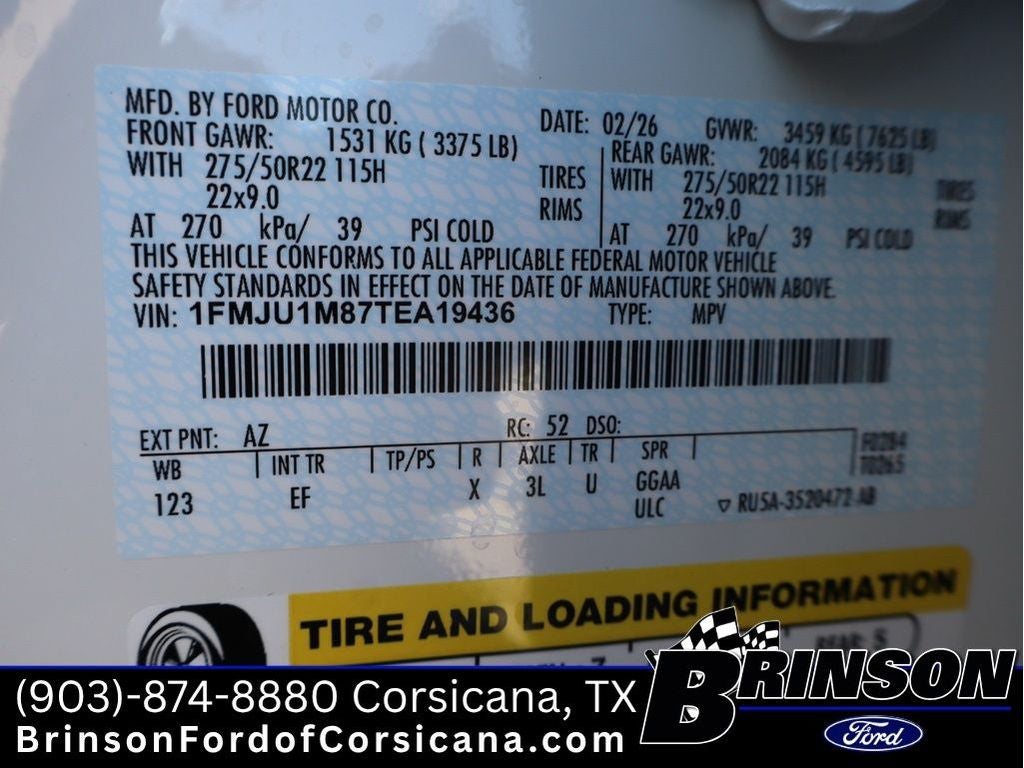 MFD. BY FORD MOTOR CO.
DATE: 02/26 GVWR: 3459 KG ( 7625 LB)
FRONT GAWR: 1531 KG ( 3375 LB)
REAR GAWR: 2084 KG ( 4595 LB)
WITH 275/50R22 115H TIRES
WITH 275/50R22 115H TIRES
22x9.0 RIMS
22x9.0 RIMS
AT 270 kPa/ 39 PSI COLD
AT 270 kPa/ 39 PSI COLD
THIS VEHICLE CONFORMS TO ALL APPLICABLE FEDERAL MOTOR VEHICLE
SAFETY STANDARDS IN EFFECT ON THE DATE OF MANUFACTURE SHOWN ABOVE.
VIN: 1FMJU1M87TEA19436 TYPE: MPV
EXT PNT: AZ RC: 52 DSO:
WB INT TR TP/PS R AXLE TR SPR
123 EF X 3L U GGAA
ULC
F0284
T0265
▽ RU5A-3520472 AB
TIRE AND LOADING INFORMATION
(903)-874-8880 Corsicana, TX
BrinsonFordofCorsicana.com
BRINSON
Ford